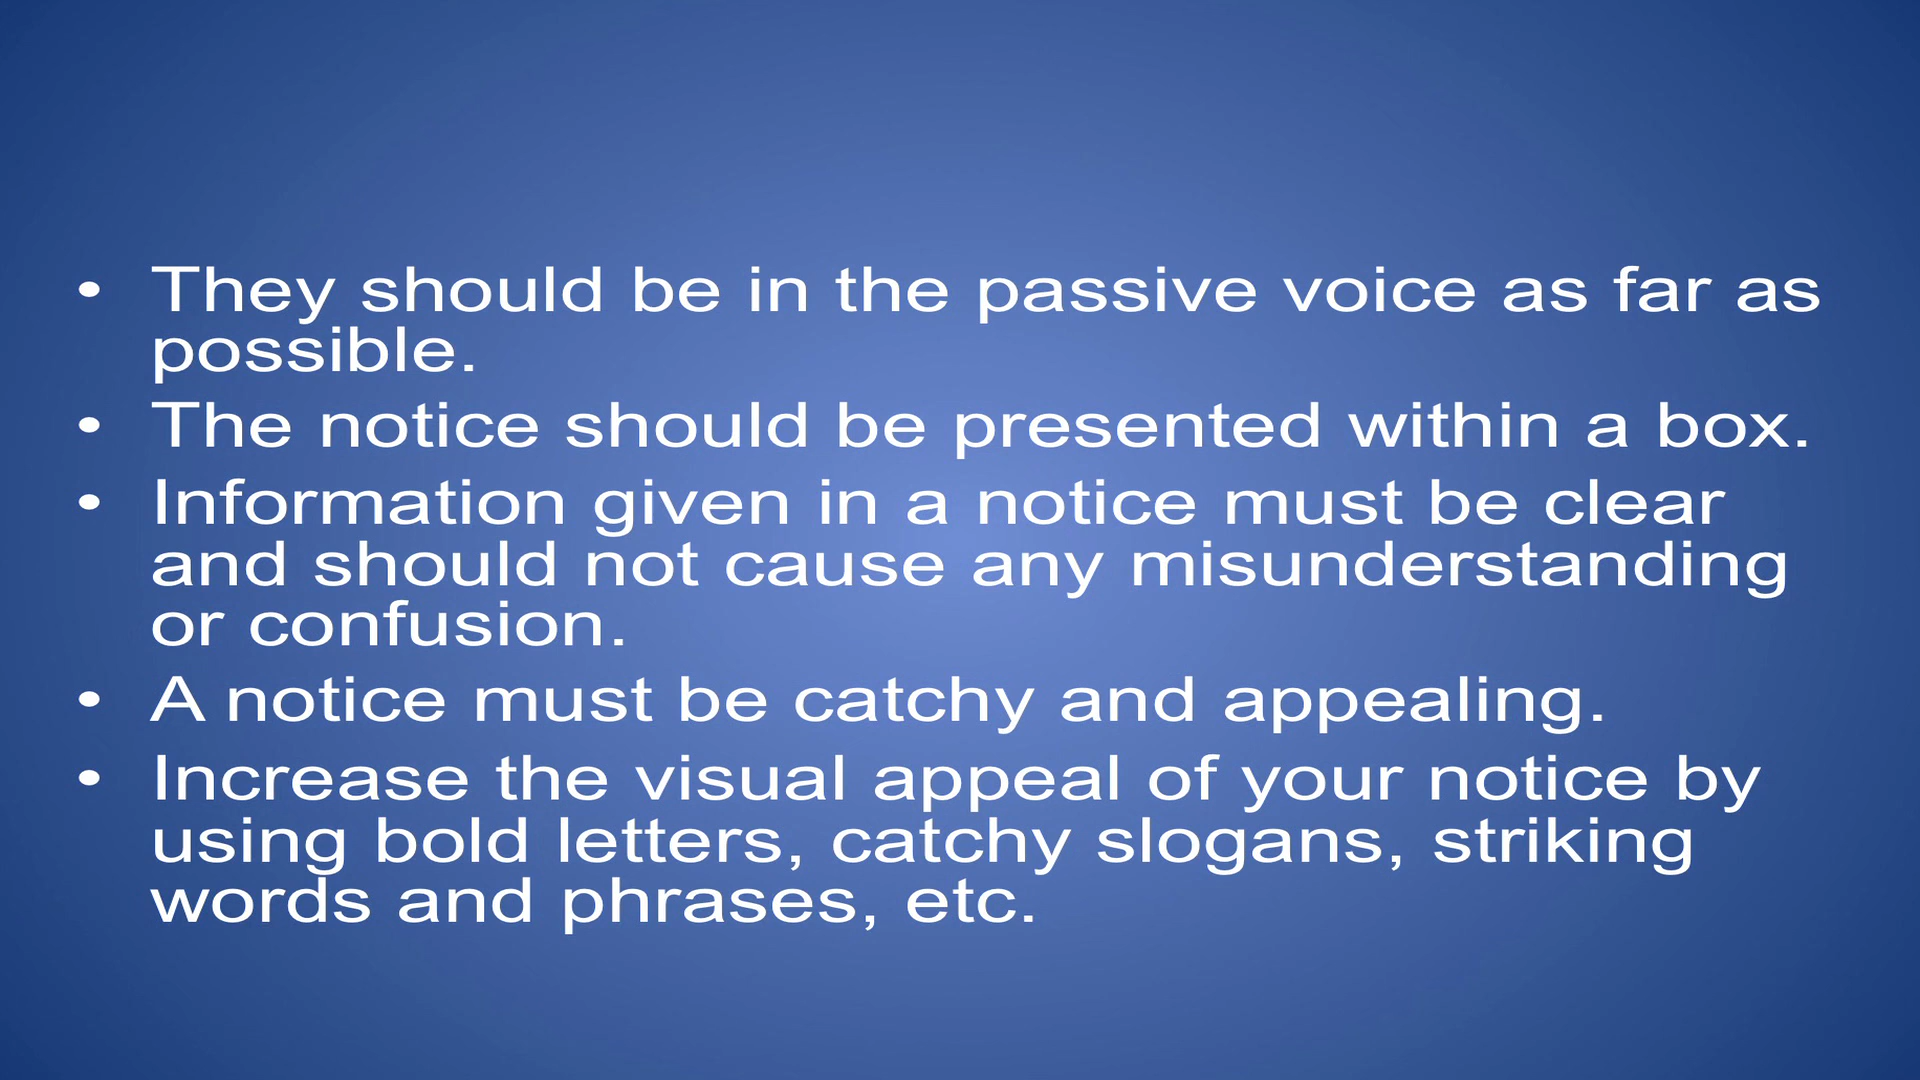 • They should be in the passive voice as far as
possible.
• The notice should be presented within a box.
• Information given in a notice must be clear
and should not cause any misunderstanding
or confusion.
• A notice must be catchy and appealing.
• Increase the visual appeal of your notice by
using bold letters, catchy slogans, striking
words and phrases, etc.